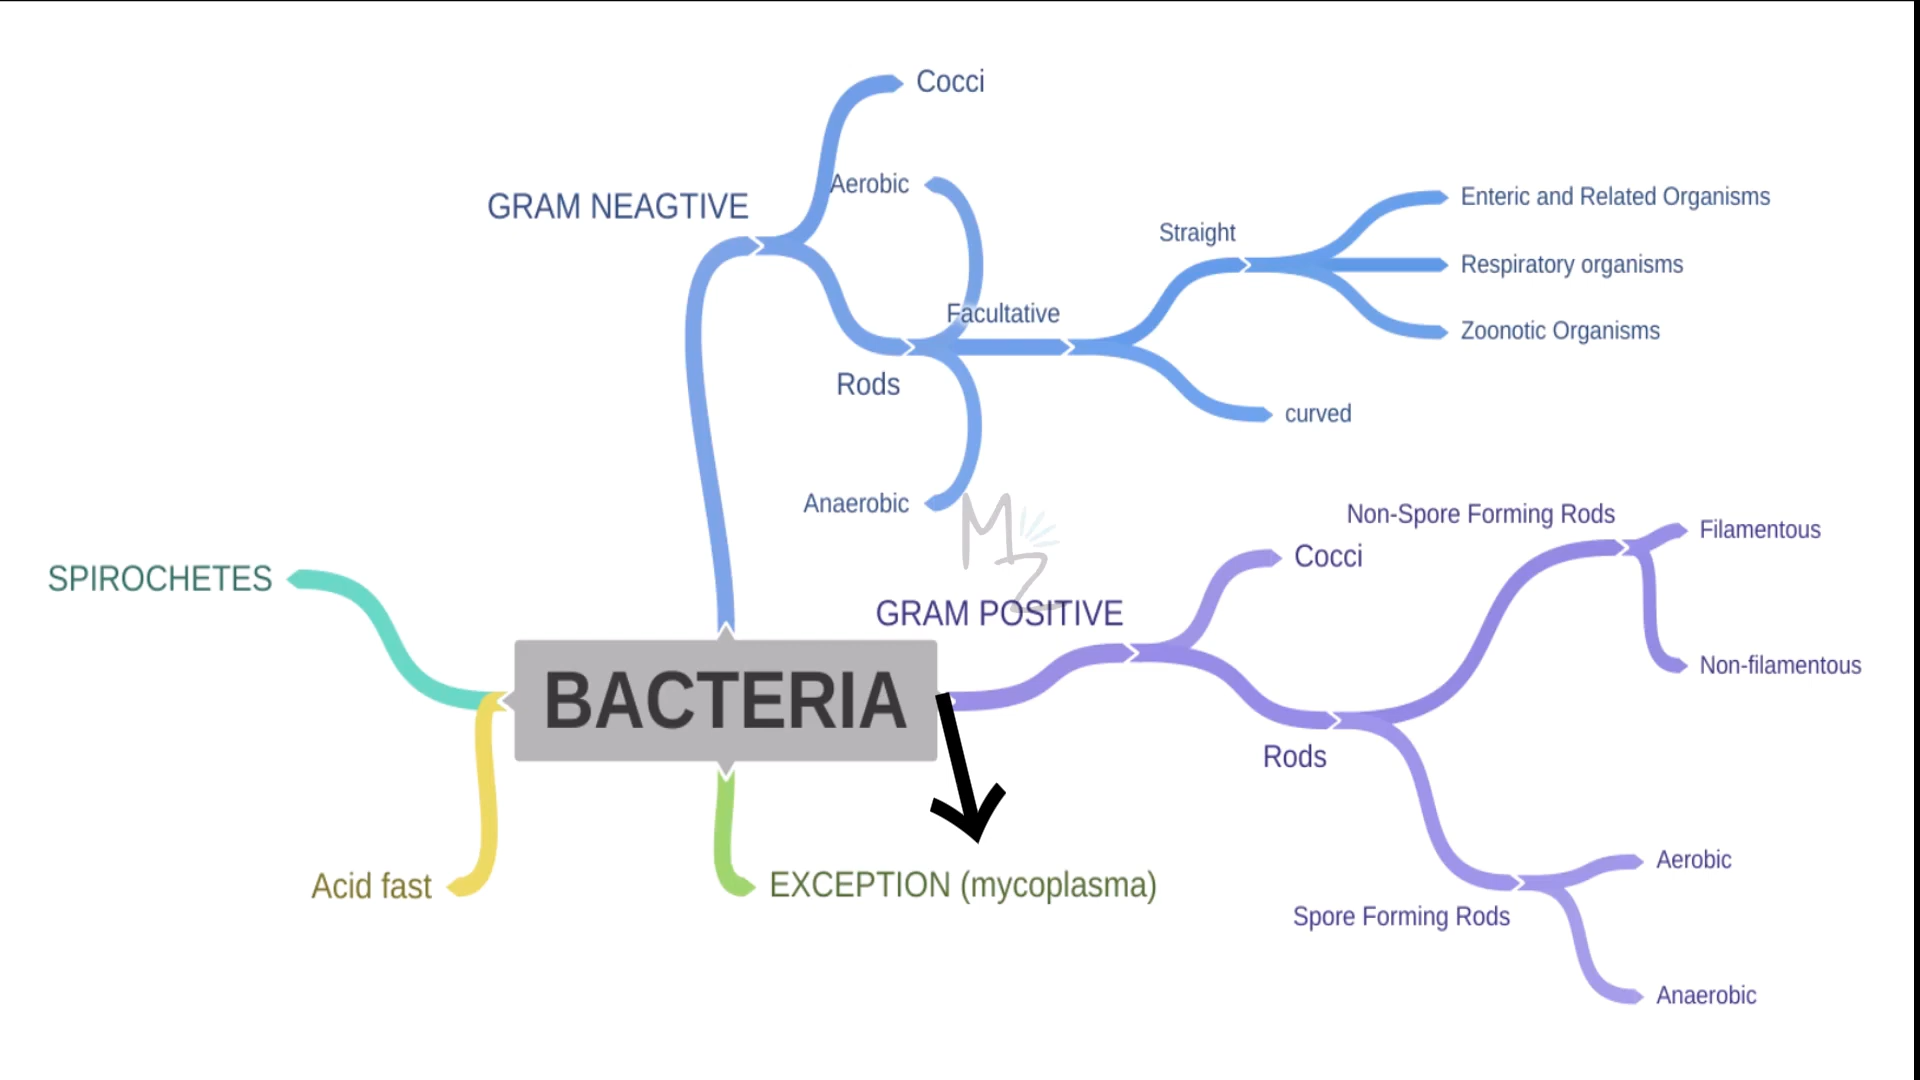 Cocci
Aerobic
GRAM NEAGTIVE
Enteric and Related Organisms
Straight
Respiratory organisms
Facultative
Zoonotic Organisms
Rods
curved
Anaerobic
MZ
Non-Spore Forming Rods
Filamentous
Cocci
SPIROCHETES
GRAM POSITIVE
Non-filamentous
BACTERIA
Rods
Aerobic
Acid fast
EXCEPTION (mycoplasma)
Spore Forming Rods
Anaerobic